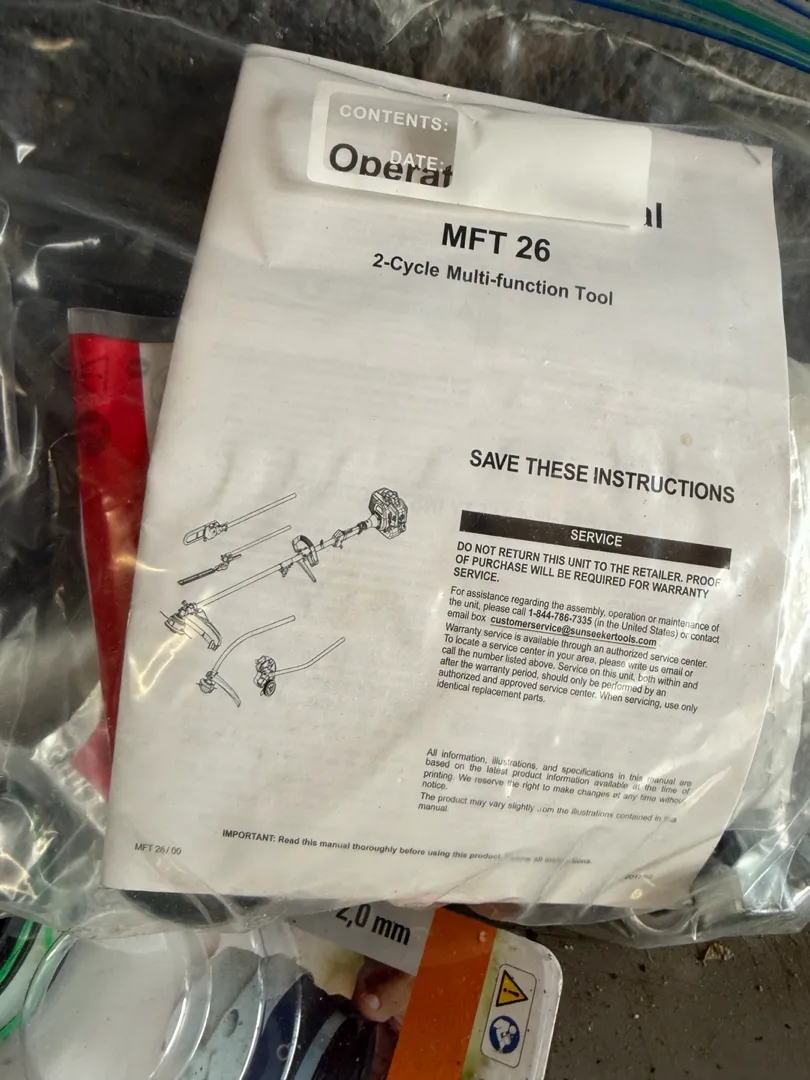 CONTENTS:
DATE:
Operat al
MFT 26
2-Cycle Multi-function Tool
SAVE THESE INSTRUCTIONS
SERVICE
DO NOT RETURN THIS UNIT TO THE RETAILER. PROOF
OF PURCHASE WILL BE REQUIRED FOR WARRANTY
SERVICE.
For assistance regarding the assembly, operation or maintenance of
the unit, please call 1-844-786-7335 (in the United States) or contact
email box customerservice@sunseekertools.com
Warranty service is available through an authorized service center.
To locate a service center in your area, please write us email or
call the number listed above. Service on this unit, both within and
after the warranty period, should only be performed by an
authorized and approved service center. When servicing, use only
identical replacement parts.
All information, illustrations, and specifications in this manual are
based on the latest product information available at the time of
printing. We reserve the right to make changes at any time without
notice.
The product may vary slightly from the illustrations contained in this
manual.
IMPORTANT: Read this manual thoroughly before using this product.
MFT 26/00
2,0 mm